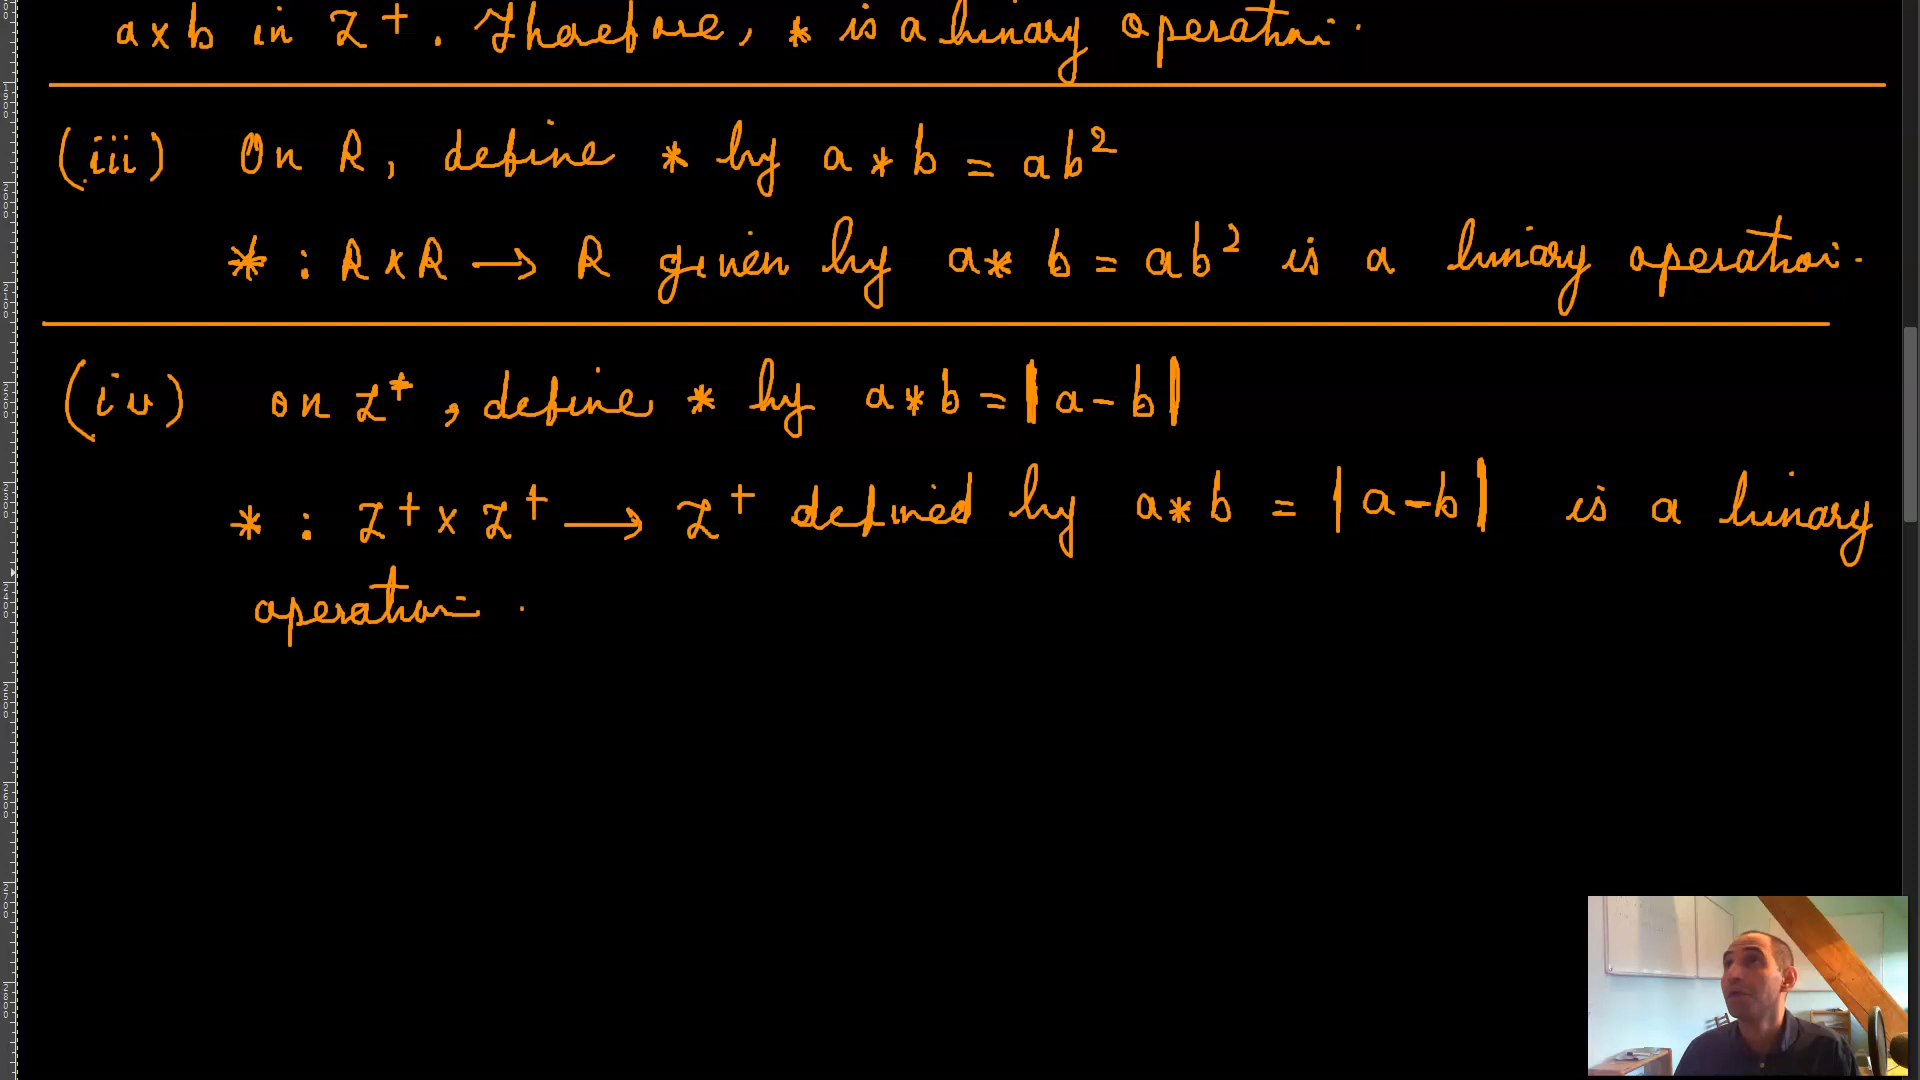 a x b in Z⁺. Therefore, * is a binary operation.
(iii) On R, define * by a * b = ab²
* : R x R → R given by a * b = ab² is a binary operation.
(iv) on Z⁺, define * by a * b = |a - b|
* : Z⁺ x Z⁺ → Z⁺ defined by a * b = |a - b| is a binary
operation.